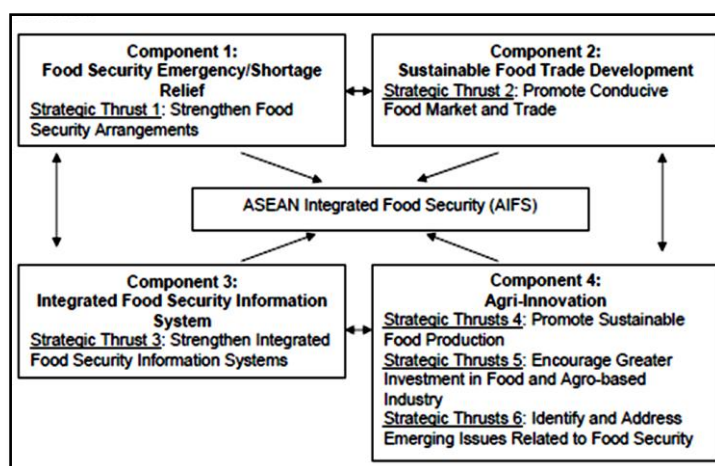 Component 1:
Food Security Emergency/Shortage
Relief
Strategic Thrust 1: Strengthen Food
Security Arrangements
Component 2:
Sustainable Food Trade Development
Strategic Thrust 2: Promote Conducive
Food Market and Trade
ASEAN Integrated Food Security (AIFS)
Component 3:
Integrated Food Security Information
System
Strategic Thrust 3: Strengthen Integrated
Food Security Information Systems
Component 4:
Agri-Innovation
Strategic Thrusts 4: Promote Sustainable
Food Production
Strategic Thrusts 5: Encourage Greater
Investment in Food and Agro-based
Industry
Strategic Thrusts 6: Identify and Address
Emerging Issues Related to Food Security